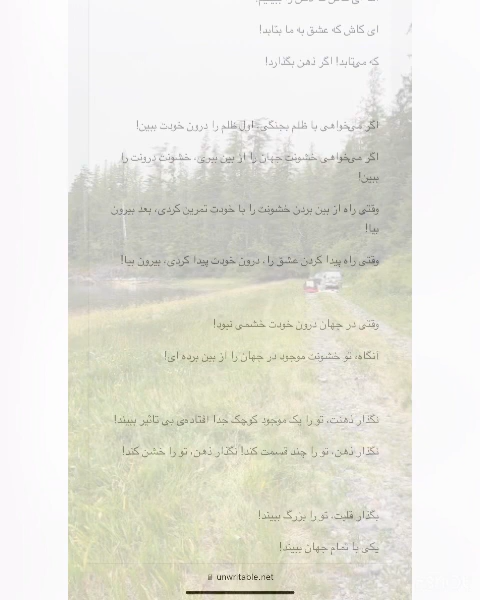 ای کاش که عشق به ما بتابد!
که می‌تابد! اگر ذهن بگذارد!
اگر می‌خواهی با ظلم بجنگی، اول ظلم را درون خودت ببین!
اگر می‌خواهی خشونت جهان را از بین ببری، خشونت درونت را
ببین!
وقتی راه از بین بردن خشونت را با خودت تمرین کردی، بعد بیرون
بیا!
وقتی راه پیدا کردن عشق را ، درون خودت پیدا کردی، بیرون بیا!
وقتی در جهان درون خودت خشمی نبود!
آنگاه، تو خشونت موجود در جهان را از بین برده ای!
نگذار ذهنت، تو را یک موجود کوچک جدا افتاده‌ی بی تاثیر ببیند!
نگذار ذهن، تو را چند قسمت کند! نگذار ذهن، تو را خشن کند!
بگذار قلبت، تو را بزرگ ببیند!
یکی با تمام جهان ببیند!
unwritable.net